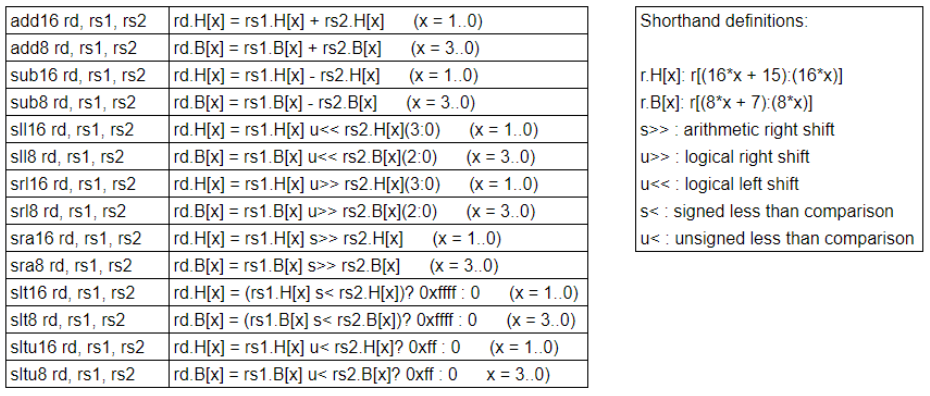 add16 rd, rs1, rs2 rd.H[x] = rs1.H[x] + rs2.H[x] (x = 1..0)
add8 rd, rs1, rs2 rd.B[x] = rs1.B[x] + rs2.B[x] (x = 3..0)
sub16 rd, rs1, rs2 rd.H[x] = rs1.H[x] - rs2.H[x] (x = 1..0)
sub8 rd, rs1, rs2 rd.B[x] = rs1.B[x] - rs2.B[x] (x = 3..0)
sll16 rd, rs1, rs2 rd.H[x] = rs1.H[x] u<< rs2.H[x](3:0) (x = 1..0)
sll8 rd, rs1, rs2 rd.B[x] = rs1.B[x] u<< rs2.B[x](2:0) (x = 3..0)
srl16 rd, rs1, rs2 rd.H[x] = rs1.H[x] u>> rs2.H[x](3:0) (x = 1..0)
srl8 rd, rs1, rs2 rd.B[x] = rs1.B[x] u>> rs2.B[x](2:0) (x = 3..0)
sra16 rd, rs1, rs2 rd.H[x] = rs1.H[x] s>> rs2.H[x] (x = 1..0)
sra8 rd, rs1, rs2 rd.B[x] = rs1.B[x] s>> rs2.B[x] (x = 3..0)
slt16 rd, rs1, rs2 rd.H[x] = (rs1.H[x] s< rs2.H[x])? 0xffff : 0 (x = 1..0)
slt8 rd, rs1, rs2 rd.B[x] = (rs1.B[x] s< rs2.B[x])? 0xffff : 0 (x = 3..0)
sltu16 rd, rs1, rs2 rd.H[x] = rs1.H[x] u< rs2.H[x]? 0xff : 0 (x = 1..0)
sltu8 rd, rs1, rs2 rd.B[x] = rs1.B[x] u< rs2.B[x]? 0xff : 0 x = 3..0)
Shorthand definitions:
r.H[x]: r[(16*x + 15):(16*x)]
r.B[x]: r[(8*x + 7):(8*x)]
s>> : arithmetic right shift
u>> : logical right shift
u<< : logical left shift
s< : signed less than comparison
u< : unsigned less than comparison